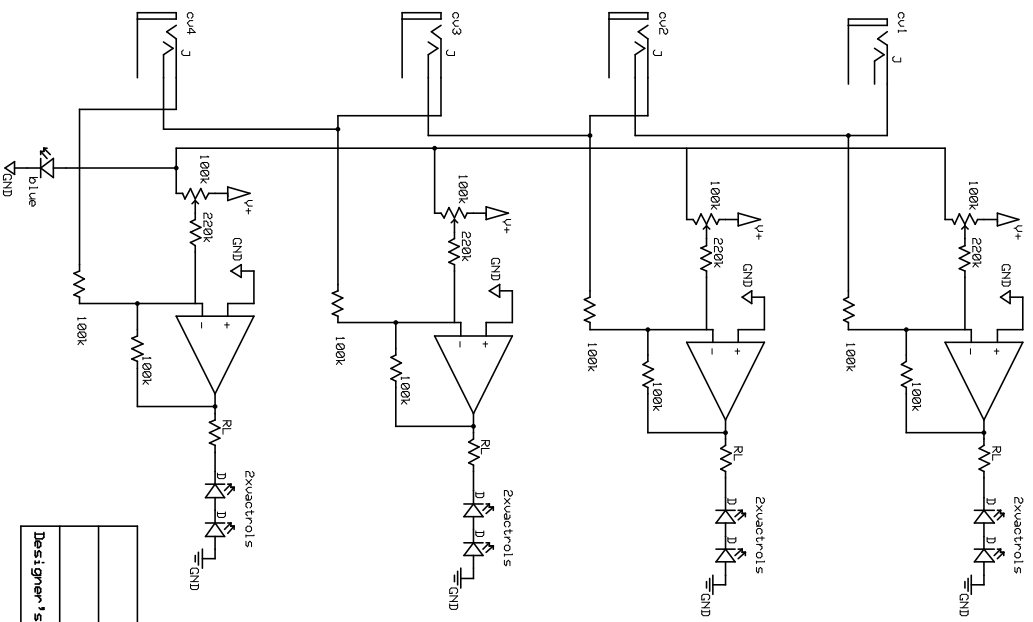 cv1
J
cv2
J
cv3
J
cv4
J
100k
V+
220k
GND
100k
100k
RL
D
D
2xvactrols
GND
100k
V+
220k
GND
100k
100k
RL
D
D
2xvactrols
GND
100k
V+
220k
GND
100k
100k
RL
D
D
2xvactrols
GND
100k
V+
220k
GND
100k
100k
RL
D
D
2xvactrols
GND
blue
GND
- +
- +
- +
- +
Designer's